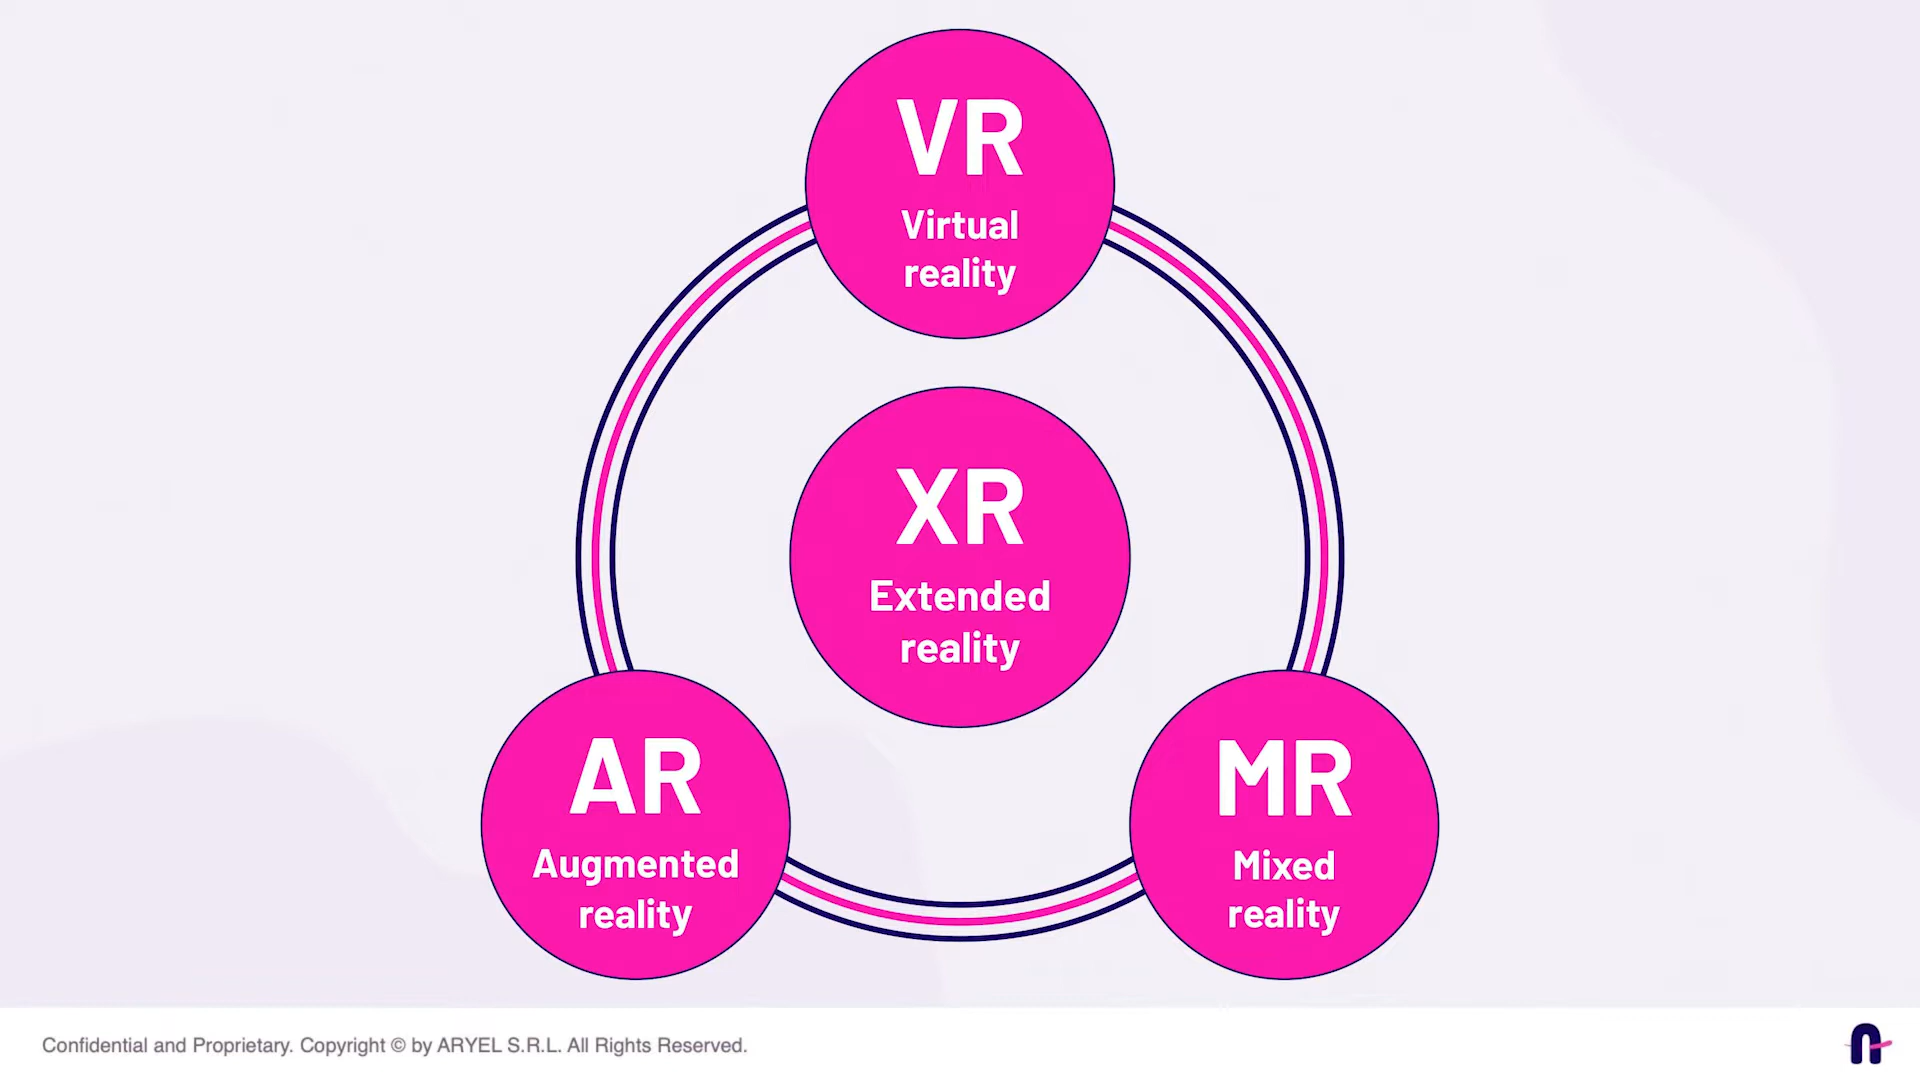 VR
Virtual
reality
XR
Extended
reality
AR
Augmented
reality
MR
Mixed
reality
Confidential and Proprietary. Copyright © by ARYEL S.R.L. All Rights Reserved.